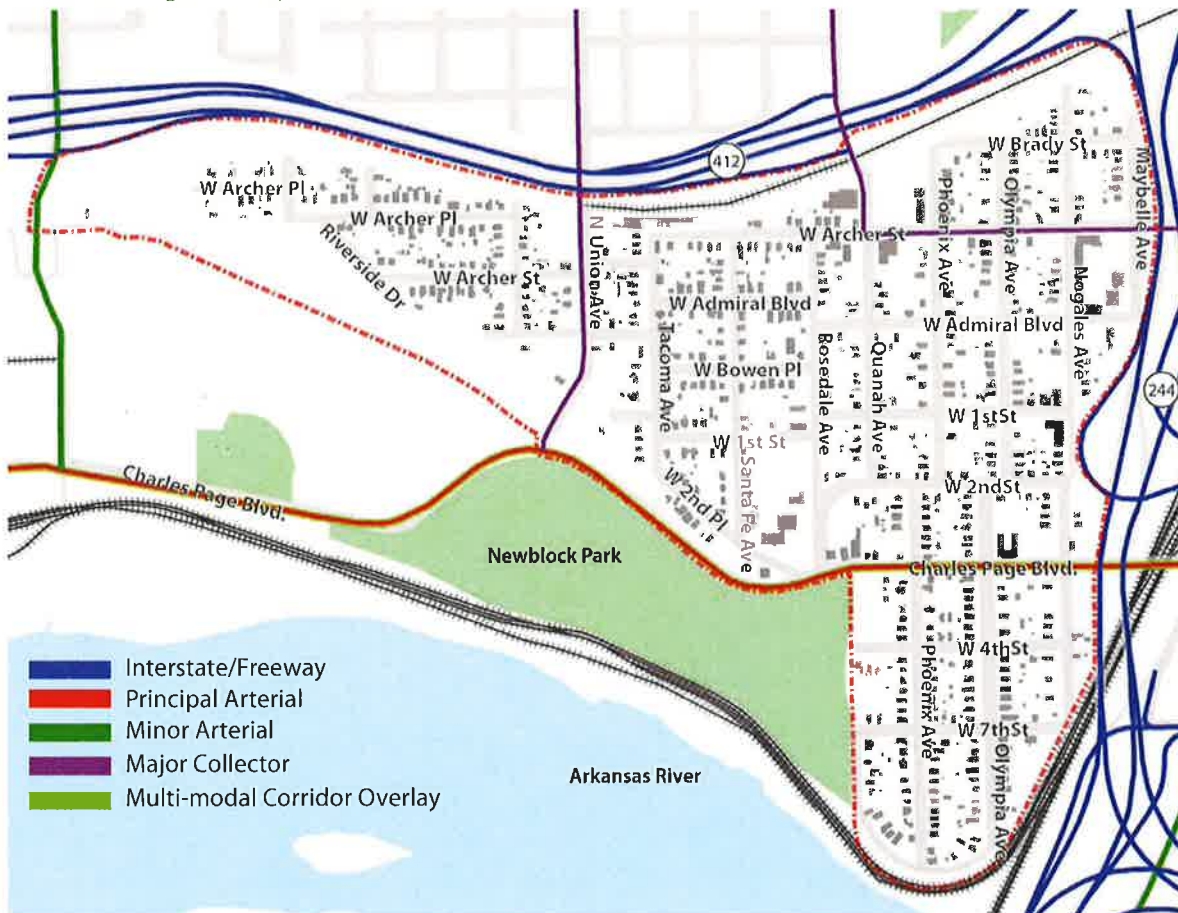 412
W Brady St
W Archer Pl
W Archer Pl
Riverside Dr
W Archer St
N Union Ave
W Archer St
Phoenix Ave
Olympia Ave
Maybelle Ave
Nogales Ave
W Admiral Blvd
W Admiral Blvd
Tacoma Ave
W Bowen Pl
Rosedale Ave
Quanah Ave
244
W 1st St
W 1stSt
Santa Fe Ave
W 2nd Pl
W 2ndSt
Charles Page Blvd.
Newblock Park
Charles Page Blvd.
W 4thSt
Phoenix Ave
W 7thSt
Olympia Ave
Arkansas River
Interstate/Freeway
Principal Arterial
Minor Arterial
Major Collector
Multi-modal Corridor Overlay